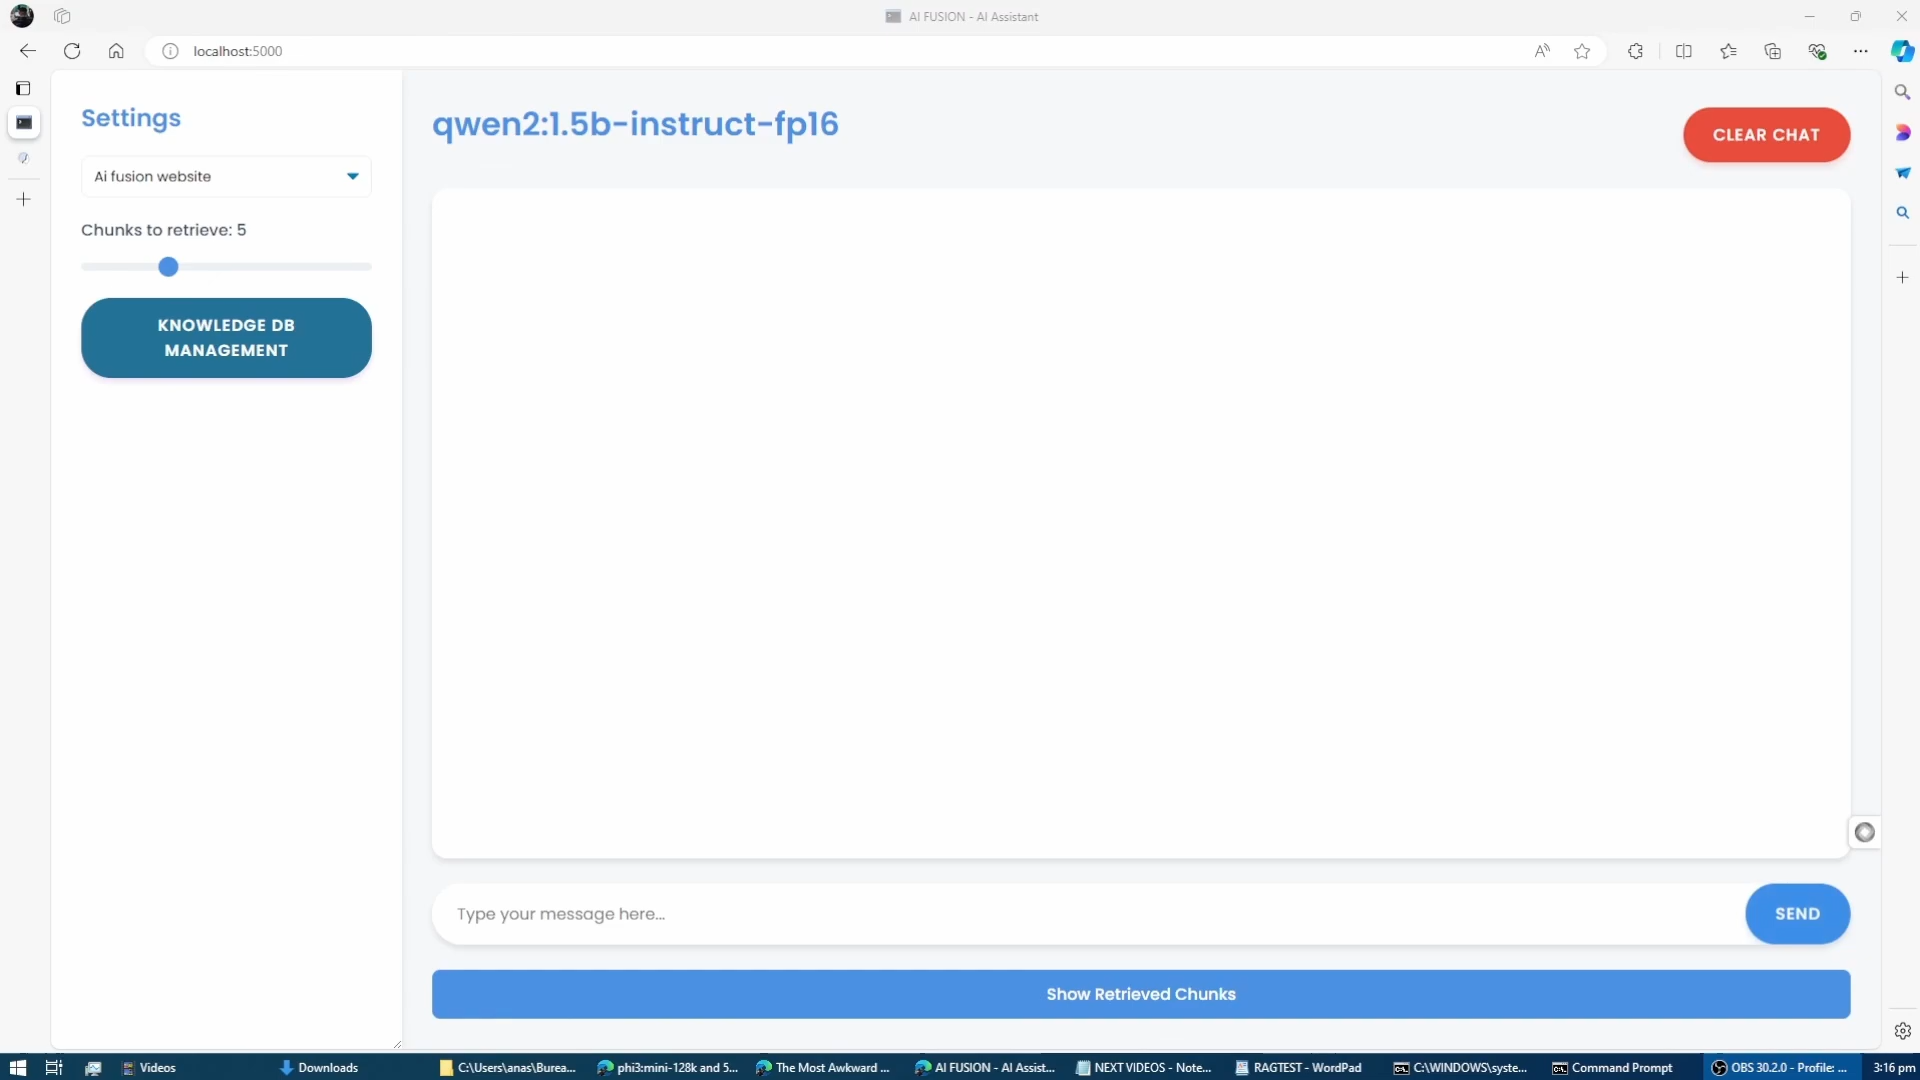 AI FUSION - AI Assistant
localhost:5000
Settings
Ai fusion website
Chunks to retrieve: 5
KNOWLEDGE DB
MANAGEMENT
qwen2:1.5b-instruct-fp16
CLEAR CHAT
Type your message here...
SEND
Show Retrieved Chunks
Videos
Downloads
C:\Users\anas\Burea...
phi3:mini-128k and 5...
The Most Awkward ...
AI FUSION - AI Assist...
NEXT VIDEOS - Note...
RAGTEST - WordPad
C:\WINDOWS\syste...
Command Prompt
OBS 30.2.0 - Profile: ...
3:16 pm